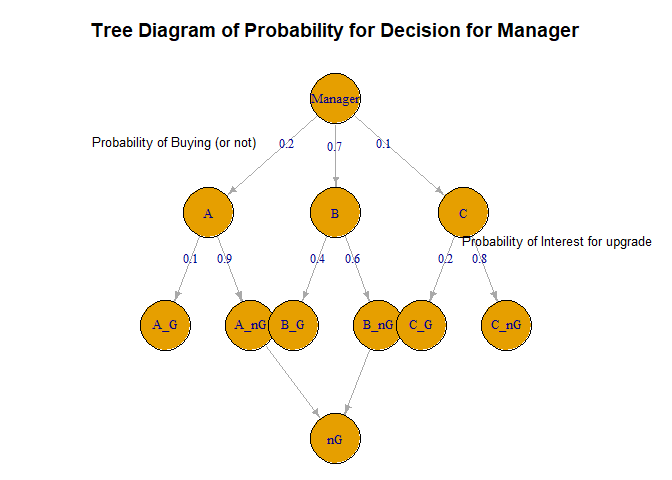 Tree Diagram of Probability for Decision for Manager
Manager
Probability of Buying (or not)
0.2
0.7
0.1
A
B
C
Probability of Interest for upgrade
0.1
0.9
0.4
0.6
0.2
0.8
A_G
A_nG
B_G
B_nG
C_G
C_nG
nG